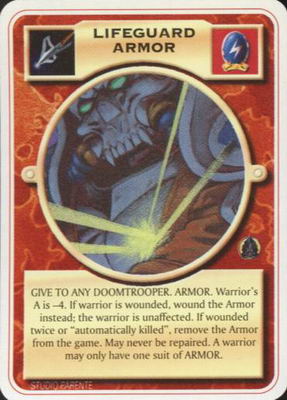 LIFEGUARD
ARMOR
GIVE TO ANY DOOMTROOPER. ARMOR. Warrior's
A is –4. If warrior is wounded, wound the Armor
instead; the warrior is unaffected. If wounded
twice or "automatically killed", remove the Armor
from the game. May never be repaired. A warrior
may only have one suit of ARMOR.
STUDIO PARENTE